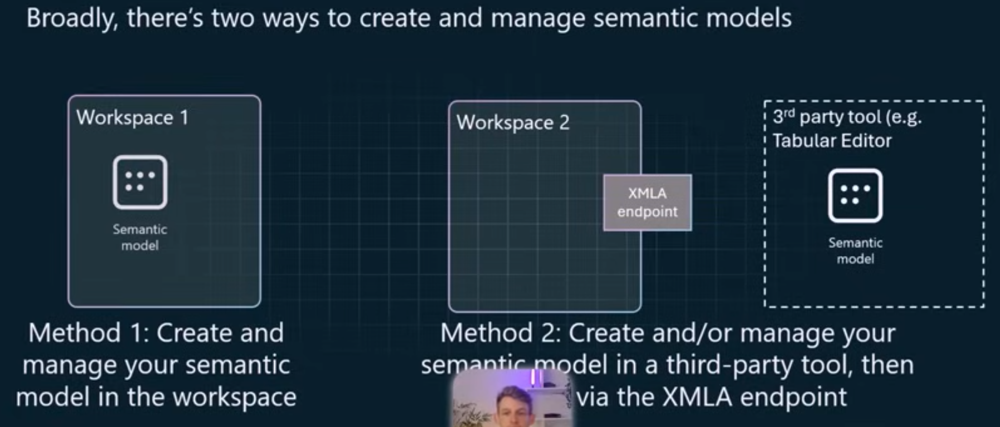 Broadly, there's two ways to create and manage semantic models
Workspace 1
Semantic
model
Method 1: Create and
manage your semantic
model in the workspace
Workspace 2
XMLA
endpoint
3rd party tool (e.g.
Tabular Editor
Semantic
model
Method 2: Create and/or manage your
semantic model in a third-party tool, then
via the XMLA endpoint